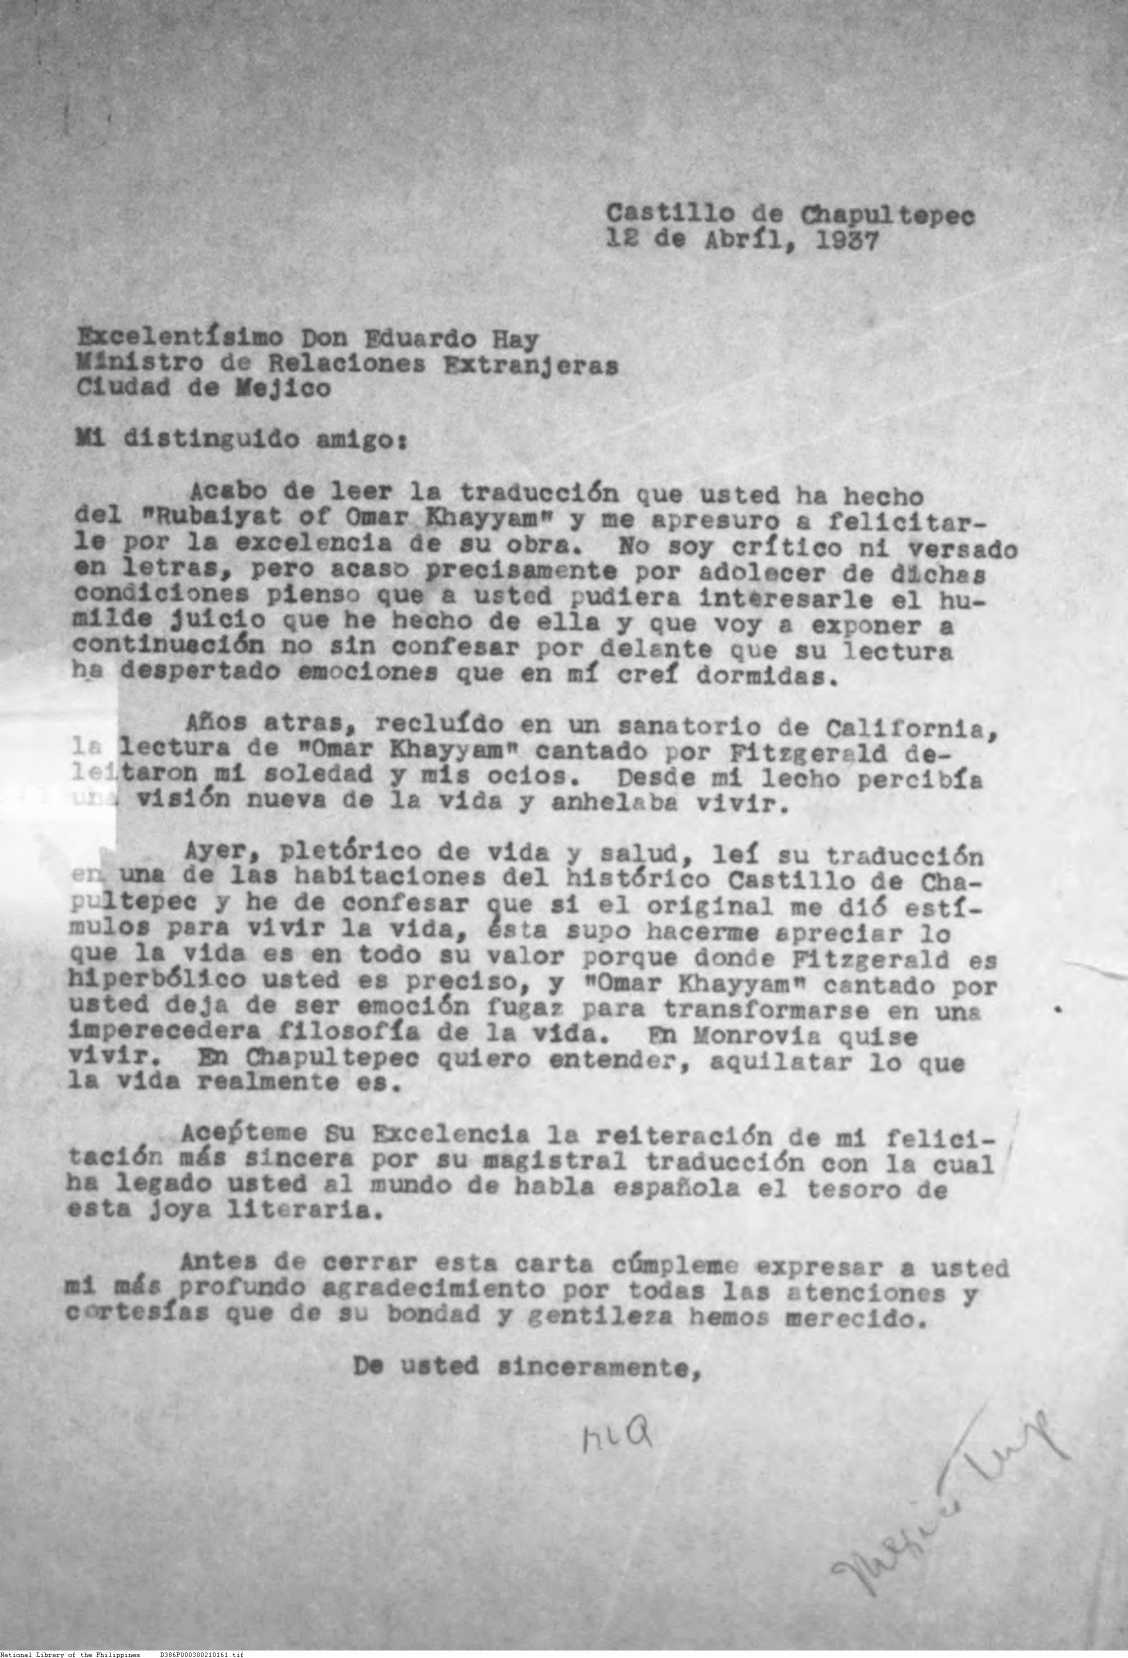 Castillo de Chapultepec
12 de Abríl, 1937
Excelentísimo Don Eduardo Hay
Ministro de Relaciones Extranjeras
Ciudad de Mejico
Mi distinguido amigo:
Acabo de leer la traducción que usted ha hecho
del "Rubaiyat of Omar Khayyam" y me apresuro a felicitar-
le por la excelencia de su obra. No soy crítico ni versado
en letras, pero acaso precisamente por adolecer de dichas
condiciones pienso que a usted pudiera interesarle el hu-
milde juicio que he hecho de ella y que voy a exponer a
continuación no sin confesar por delante que su lectura
ha despertado emociones que en mí creí dormidas.
Años atras, recluído en un sanatorio de California,
la lectura de "Omar Khayyam" cantado por Fitzgerald de-
leitaron mi soledad y mis ocios. Desde mi lecho percibía
una visión nueva de la vida y anhelaba vivir.
Ayer, pletórico de vida y salud, leí su traducción
en una de las habitaciones del histórico Castillo de Cha-
pultepec y he de confesar que si el original me dió estí-
mulos para vivir la vida, ésta supo hacerme apreciar lo
que la vida es en todo su valor porque donde Fitzgerald es
hiperbólico usted es preciso, y "Omar Khayyam" cantado por
usted deja de ser emoción fugaz para transformarse en una
imperecedera filosofía de la vida. En Monrovia quise
vivir. En Chapultepec quiero entender, aquilatar lo que
la vida realmente es.
Acepteme Su Excelencia la reiteración de mi felici-
tación más sincera por su magistral traducción con la cual
ha legado usted al mundo de habla española el tesoro de
esta joya literaria.
Antes de cerrar esta carta cúmpleme expresar a usted
mi más profundo agradecimiento por todas las atenciones y
cortesías que de su bondad y gentileza hemos merecido.
De usted sinceramente,
MLQ
Mexico Trip
National Library of the Philippines D386P000300210161.tif